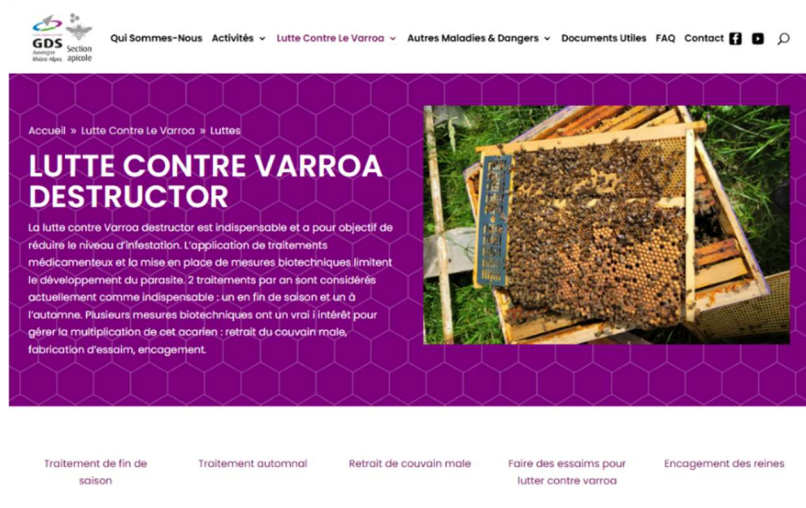 GDS
Auvergne
Rhône-Alpes
Section
apicole
Qui Sommes-Nous Activités Lutte Contre Le Varroa Autres Maladies & Dangers Documents Utiles FAQ Contact
Accueil » Lutte Contre Le Varroa » Luttes
LUTTE CONTRE VARROA
DESTRUCTOR
La lutte contre Varroa destructor est indispensable et a pour objectif de
réduire le niveau d'infestation. L'application de traitements
médicamenteux et la mise en place de mesures biotechniques limitent
le développement du parasite. 2 traitements par an sont considérés
actuellement comme indispensable : un en fin de saison et un à
l'automne. Plusieurs mesures biotechniques ont un vrai i intérêt pour
gérer la multiplication de cet acarien : retrait du couvain male,
fabrication d'essaim, encagement.
Traitement de fin de
saison
Traitement automnal
Retrait de couvain male
Faire des essaims pour
lutter contre varroa
Encagement des reines